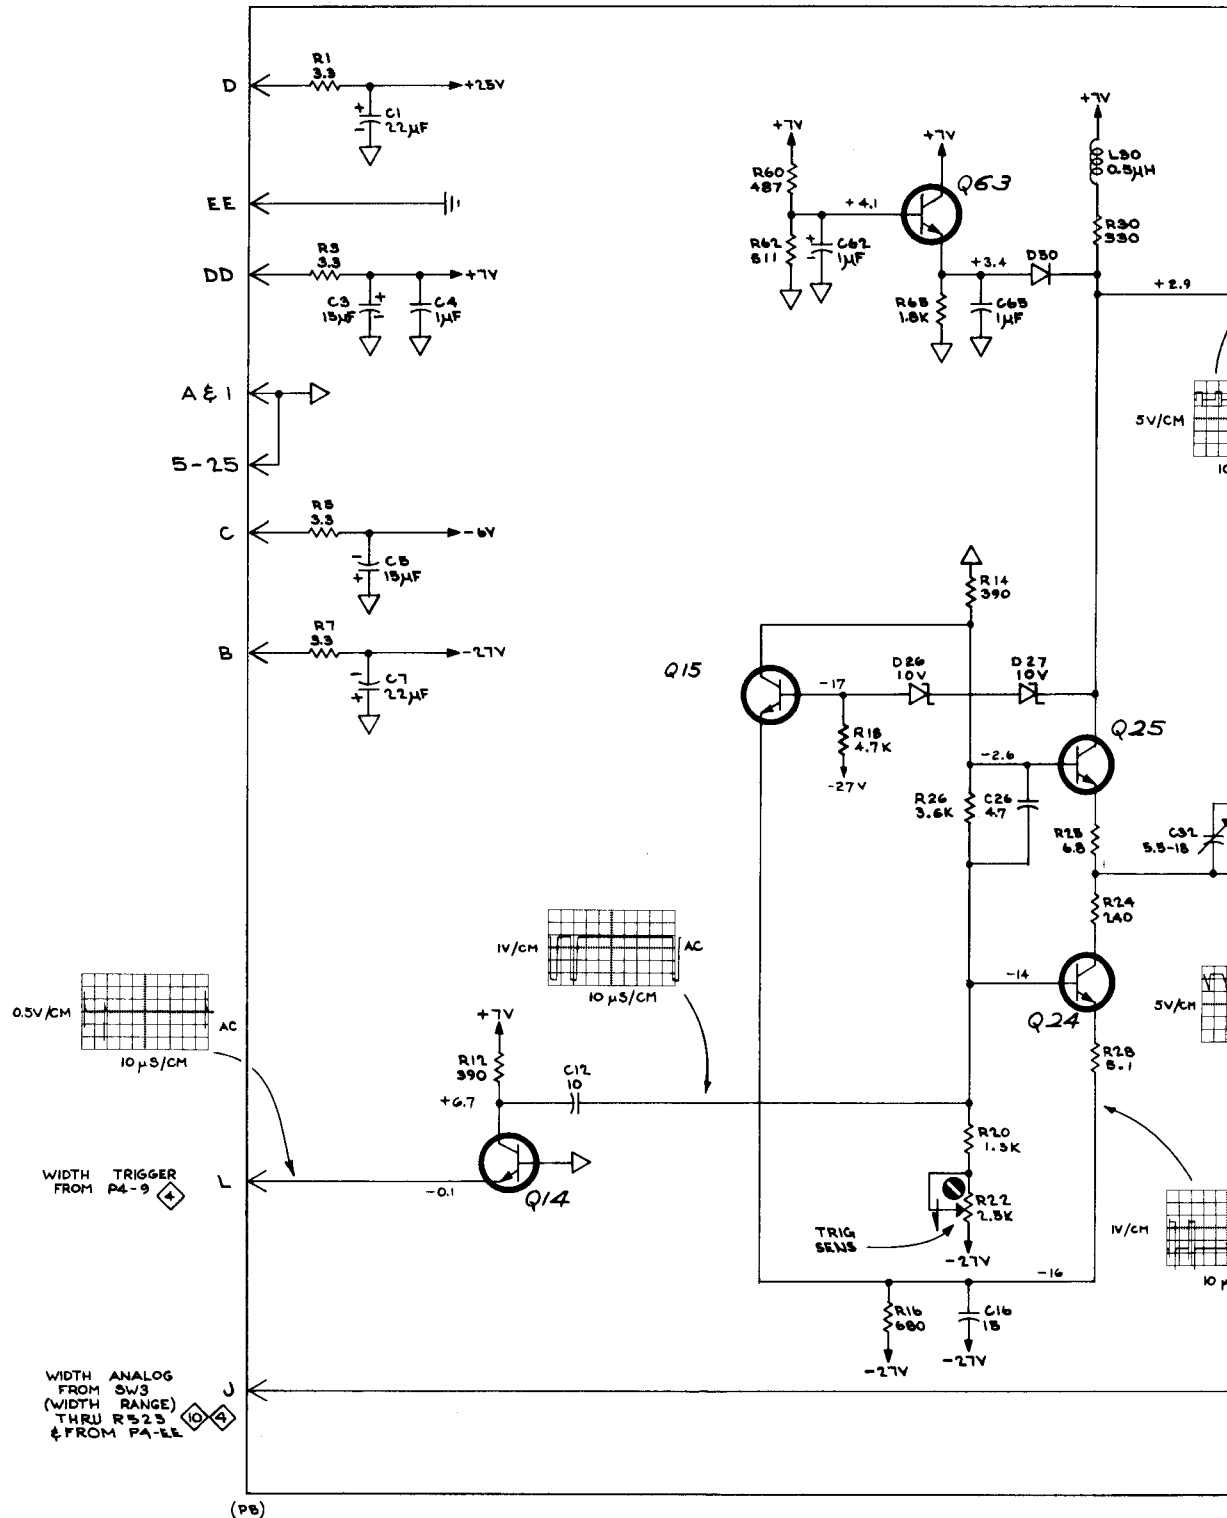 D
R1
3.3
+25V
C1
22µF
EE
R3
3.3
DD
+7V
C3
15µF
C4
1µF
A & 1
5-25
R5
3.3
C
-6V
C5
15µF
R7
3.3
B
-27V
C7
22µF
+7V
R60
487
+4.1
R62
511
C62
1µF
+7V
Q63
+3.4
D50
R65
1.8K
C65
1µF
+7V
L30
0.5µH
R30
330
+2.9
5V/CM
10
R14
390
Q15
-17
D26
10V
D27
10V
R18
4.7K
-27V
Q25
-2.6
R26
3.6K
C26
4.7
R25
6.8
C32
5.5-18
R24
240
-14
Q24
R28
5.1
5V/CM
1V/CM
AC
10 µS/CM
0.5V/CM
AC
10 µS/CM
+7V
R12
390
+6.7
C12
10
Q14
-0.1
WIDTH TRIGGER
FROM P4-9 4
L
R20
1.3K
R22
2.5K
TRIG
SENS
-27V
-16
R16
680
-27V
C16
15
-27V
1V/CM
10 µ
WIDTH ANALOG
FROM SW3
(WIDTH RANGE)
THRU R523 10 4
& FROM PA-EE
J
(PB)